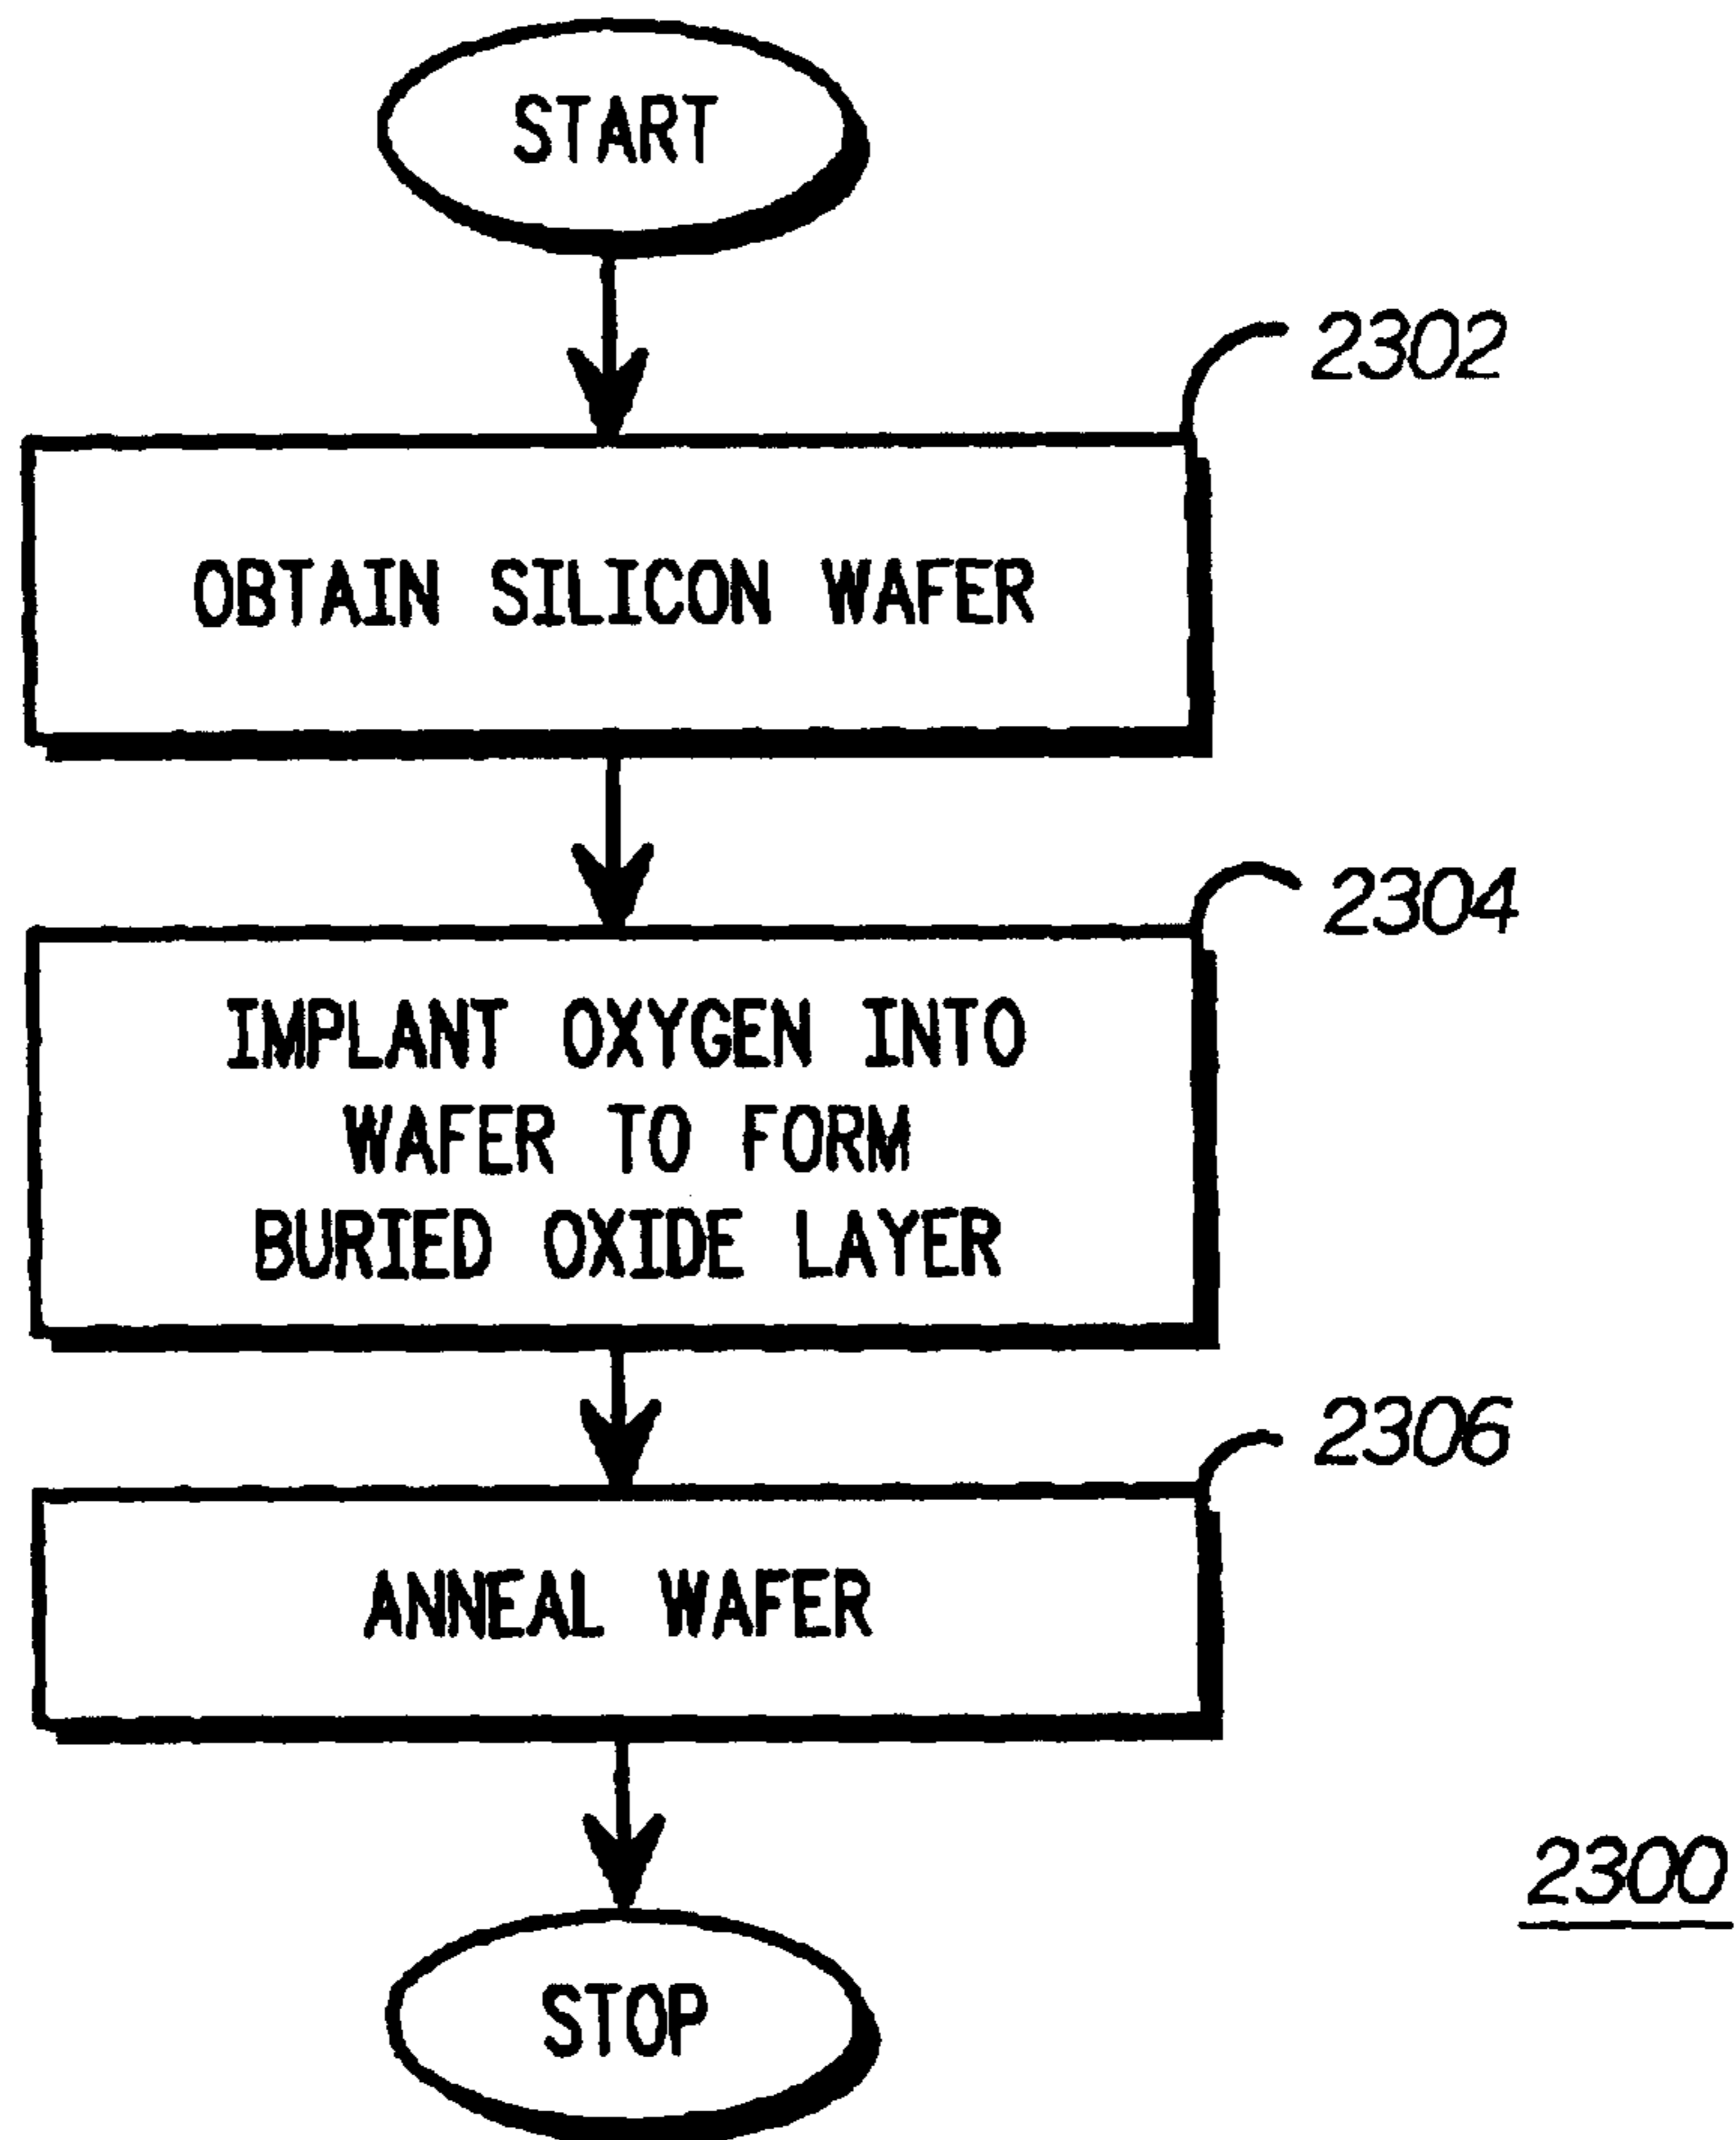 START
2302
OBTAIN SILICON WAFER
2304
IMPLANT OXYGEN INTO
WAFER TO FORM
BURIED OXIDE LAYER
2306
ANNEAL WAFER
2300
STOP